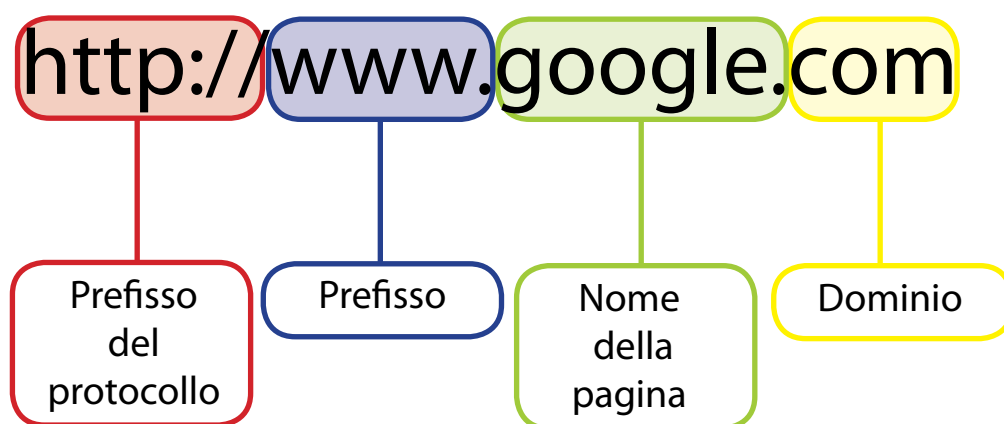 http://www.google.com
Prefisso
del
protocollo
Prefisso
Nome
della
pagina
Dominio